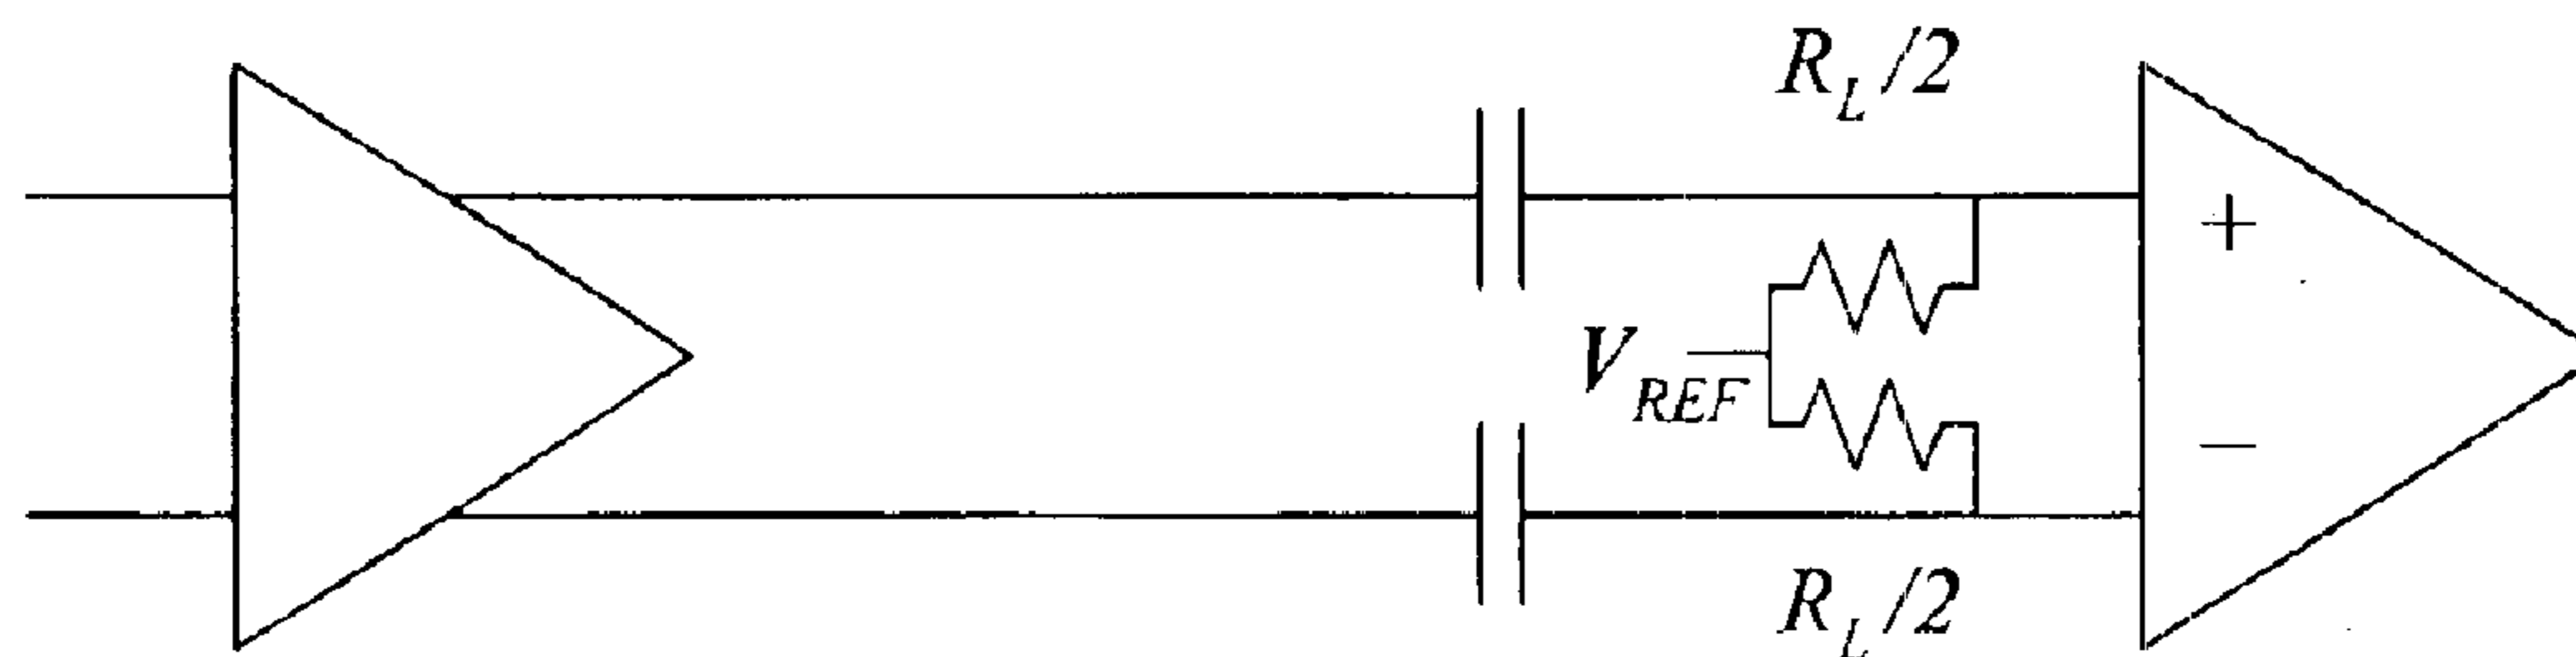 R_L/2
+
V_REF
−
R_L/2